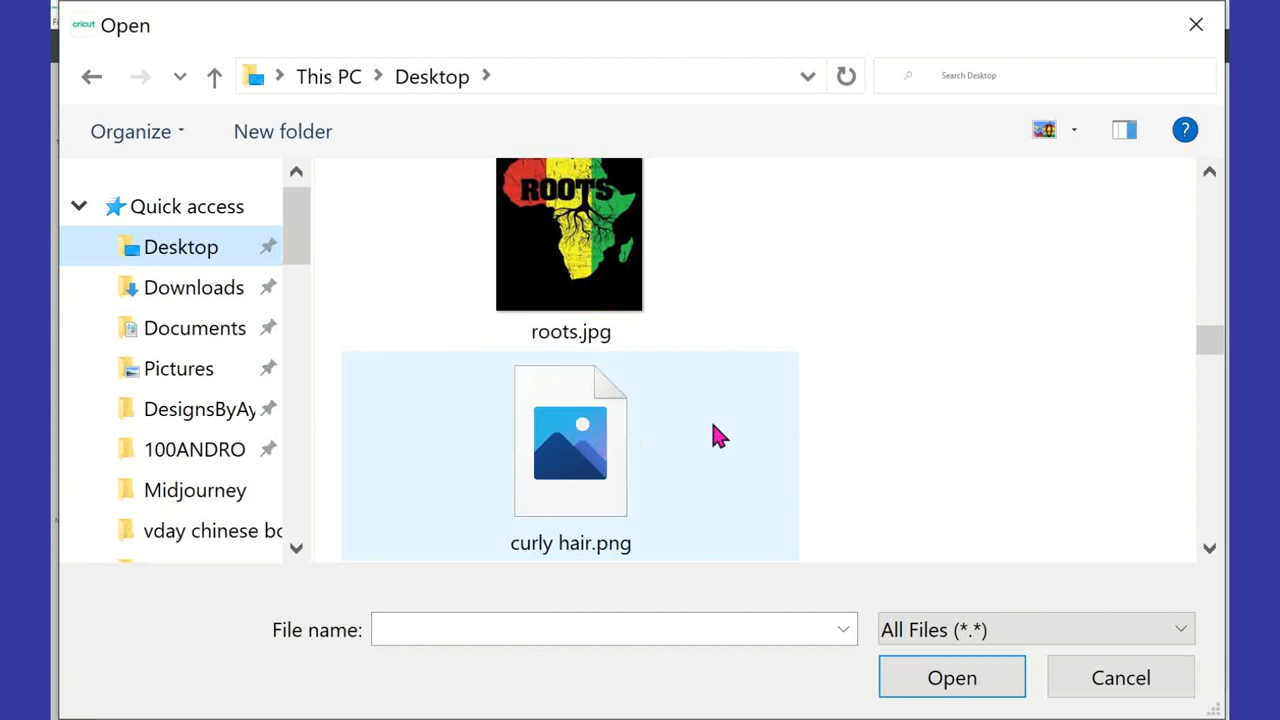 cricut Open
This PC Desktop
Search Desktop
Organize
New folder
?
Quick access
Desktop
Downloads
Documents
Pictures
DesignsByAy
100ANDRO
Midjourney
vday chinese bo
ROOTS
roots.jpg
curly hair.png
File name:
All Files (*.*)
Open
Cancel